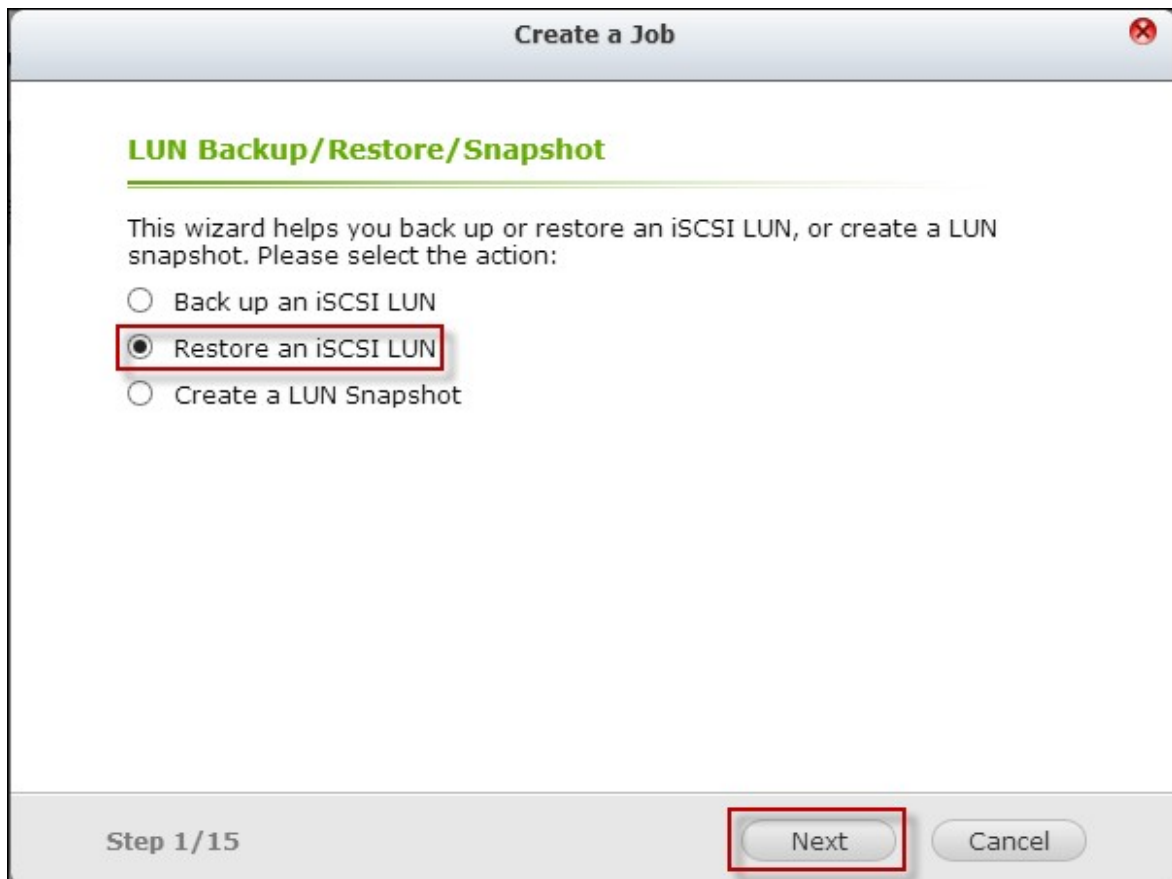 Create a Job
LUN Backup/Restore/Snapshot
This wizard helps you back up or restore an iSCSI LUN, or create a LUN
snapshot. Please select the action:
Back up an iSCSI LUN
Restore an iSCSI LUN
Create a LUN Snapshot
Step 1/15
Next
Cancel